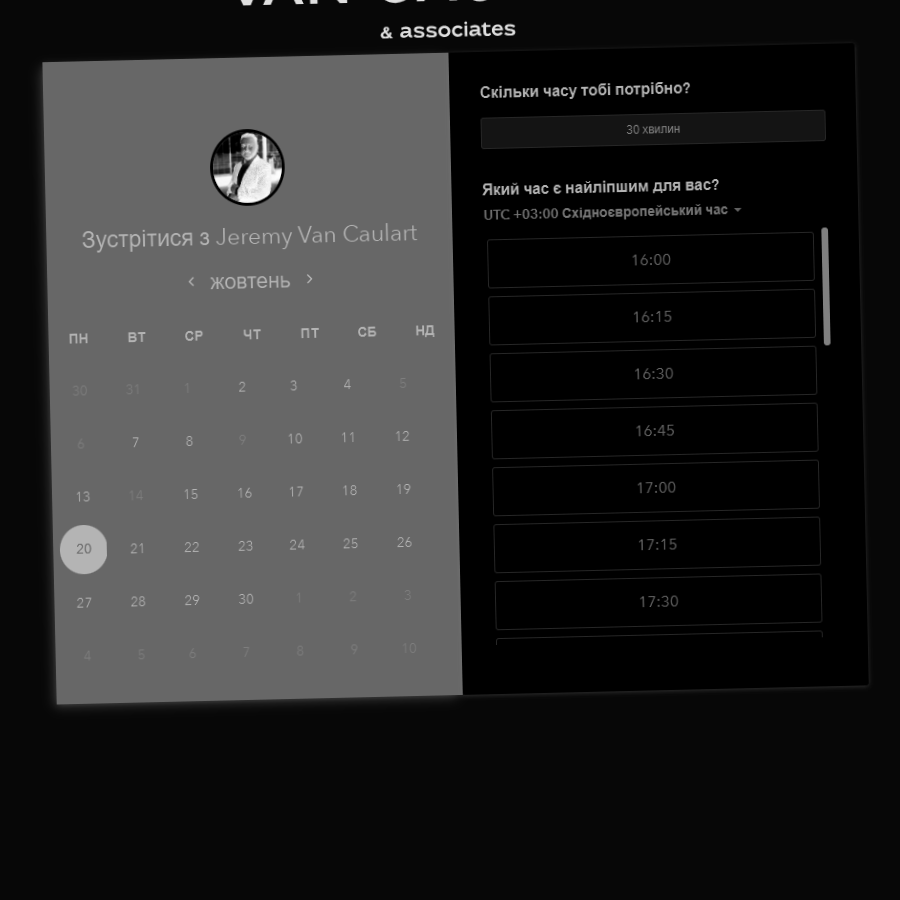 & associates
Зустрітися з Jeremy Van Caulart
жовтень
ПН ВТ СР ЧТ ПТ СБ НД
30 31 1 2 3 4 5
6 7 8 9 10 11 12
13 14 15 16 17 18 19
20 21 22 23 24 25 26
27 28 29 30 1 2 3
4 5 6 7 8 9 10
Скільки часу тобі потрібно?
30 хвилин
Який час є найліпшим для вас?
UTC +03:00 Східноєвропейський час
16:00
16:15
16:30
16:45
17:00
17:15
17:30